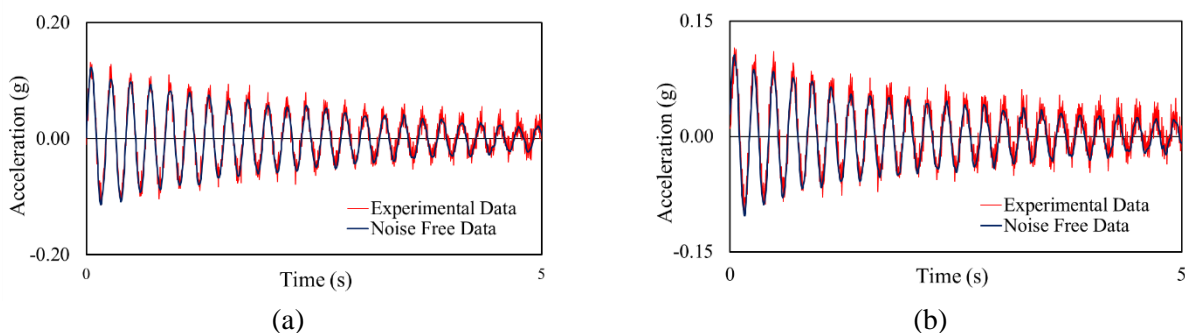 0.20
0.00
-0.20
Acceleration (g)
Experimental Data
Noise Free Data
0
5
Time (s)
(a)
0.15
0.00
-0.15
Acceleration (g)
Experimental Data
Noise Free Data
0
5
Time (s)
(b)